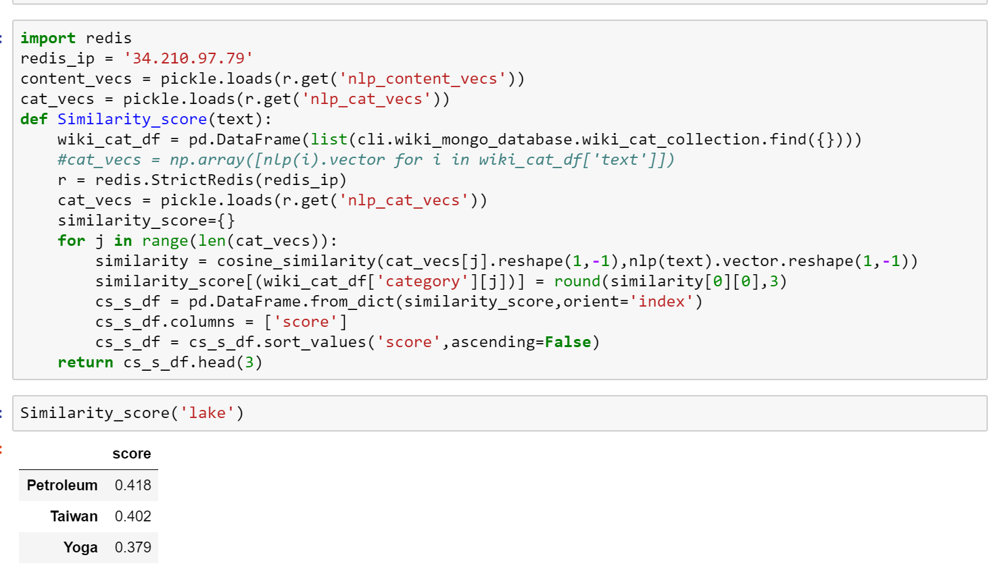 import redis
redis_ip = '34.210.97.79'
content_vecs = pickle.loads(r.get('nlp_content_vecs'))
cat_vecs = pickle.loads(r.get('nlp_cat_vecs'))
def Similarity_score(text):
    wiki_cat_df = pd.DataFrame(list(cli.wiki_mongo_database.wiki_cat_collection.find({})))
    #cat_vecs = np.array([nlp(i).vector for i in wiki_cat_df['text']])
    r = redis.StrictRedis(redis_ip)
    cat_vecs = pickle.loads(r.get('nlp_cat_vecs'))
    similarity_score={}
    for j in range(len(cat_vecs)):
        similarity = cosine_similarity(cat_vecs[j].reshape(1,-1),nlp(text).vector.reshape(1,-1))
        similarity_score[(wiki_cat_df['category'][j])] = round(similarity[0][0],3)
        cs_s_df = pd.DataFrame.from_dict(similarity_score,orient='index')
        cs_s_df.columns = ['score']
        cs_s_df = cs_s_df.sort_values('score',ascending=False)
    return cs_s_df.head(3)
Similarity_score('lake')
score
Petroleum 0.418
Taiwan 0.402
Yoga 0.379